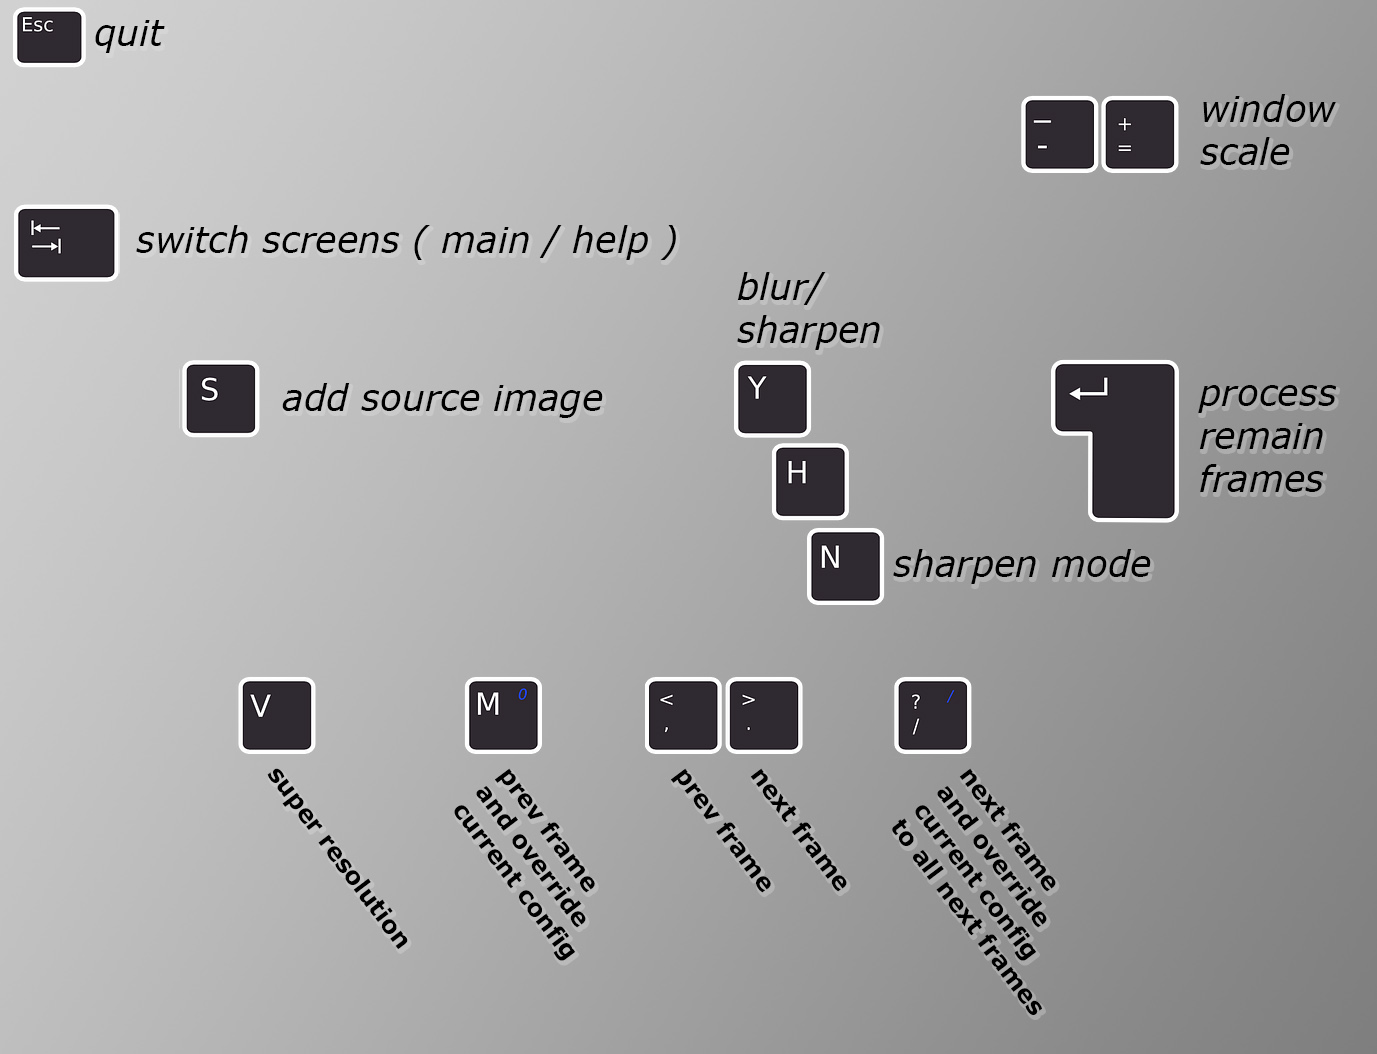 Esc
quit
—
-
+
=
window
scale
switch screens ( main / help )
blur/
sharpen
S
add source image
Y
process
remain
frames
H
N
sharpen mode
V
super resolution
M 0
prev frame
and override
current config
<
,
prev frame
>
.
next frame
? /
/
next frame
and override
current config
to all next frames